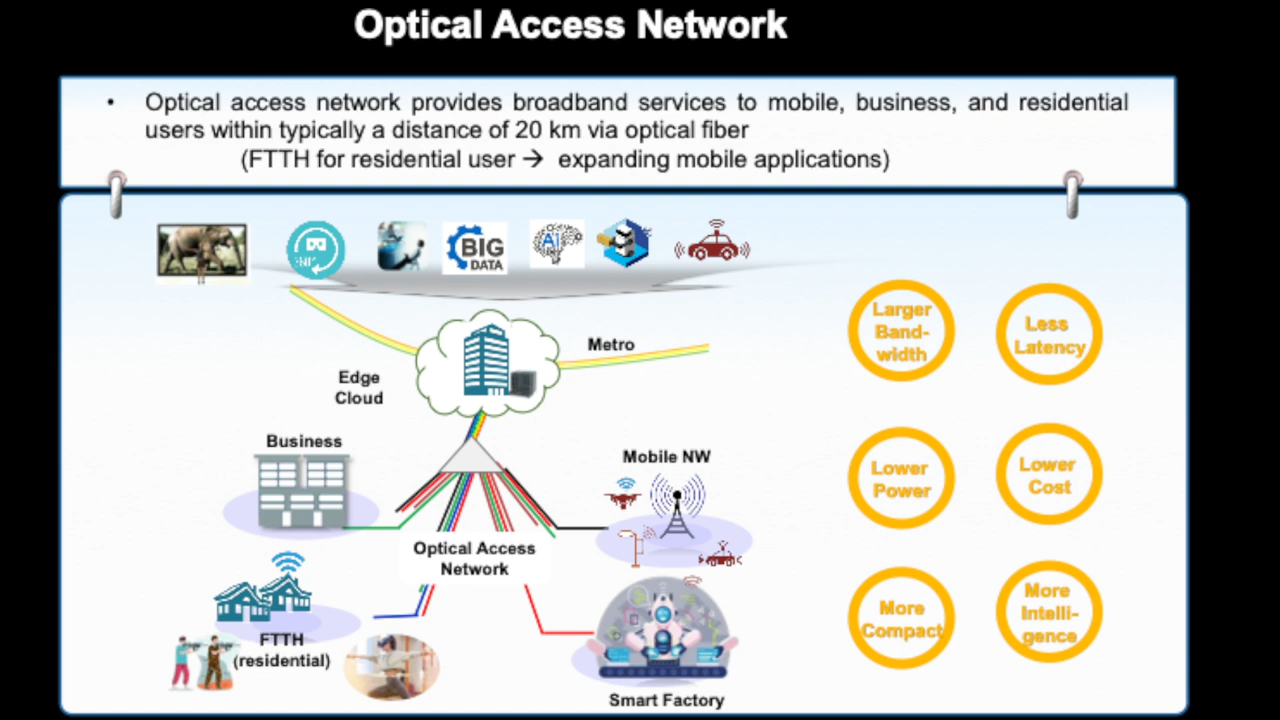 Optical Access Network
• Optical access network provides broadband services to mobile, business, and residential
users within typically a distance of 20 km via optical fiber
(FTTH for residential user → expanding mobile applications)
BIG
DATA
AI
Metro
Edge
Cloud
Business
Mobile NW
Optical Access
Network
FTTH
(residential)
Smart Factory
Larger
Band-
width
Less
Latency
Lower
Power
Lower
Cost
More
Compact
More
Intelli-
gence